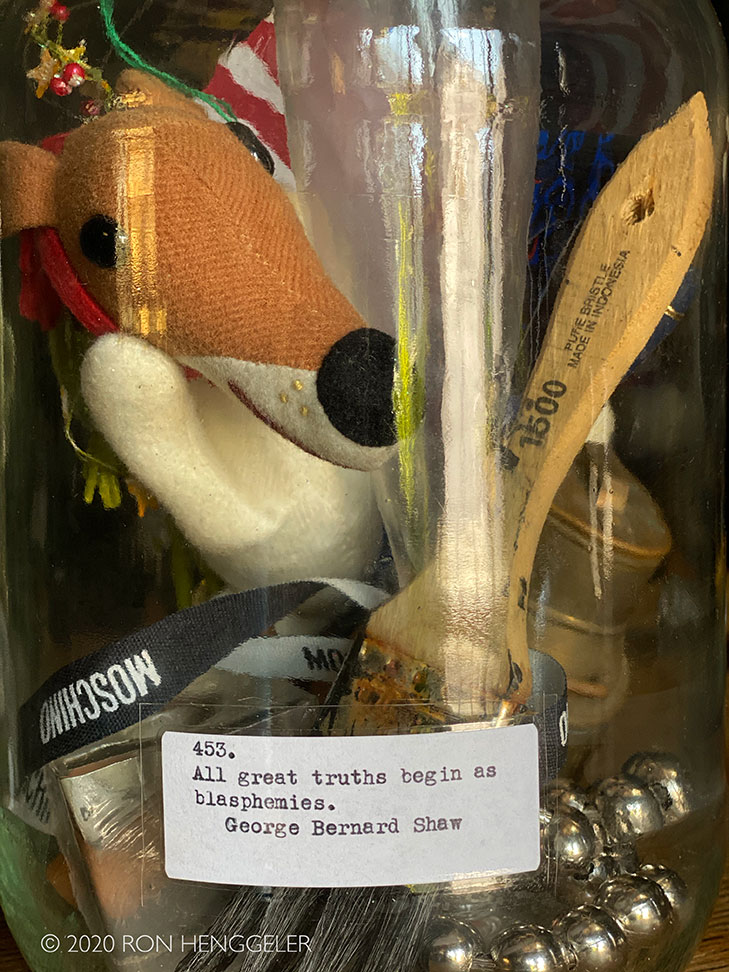 PURE BRISTLE
MADE IN INDONESIA
1500
MOSCHINO
MO
453.
All great truths begin as
blasphemies.
George Bernard Shaw
© 2020 RON HENGGELER